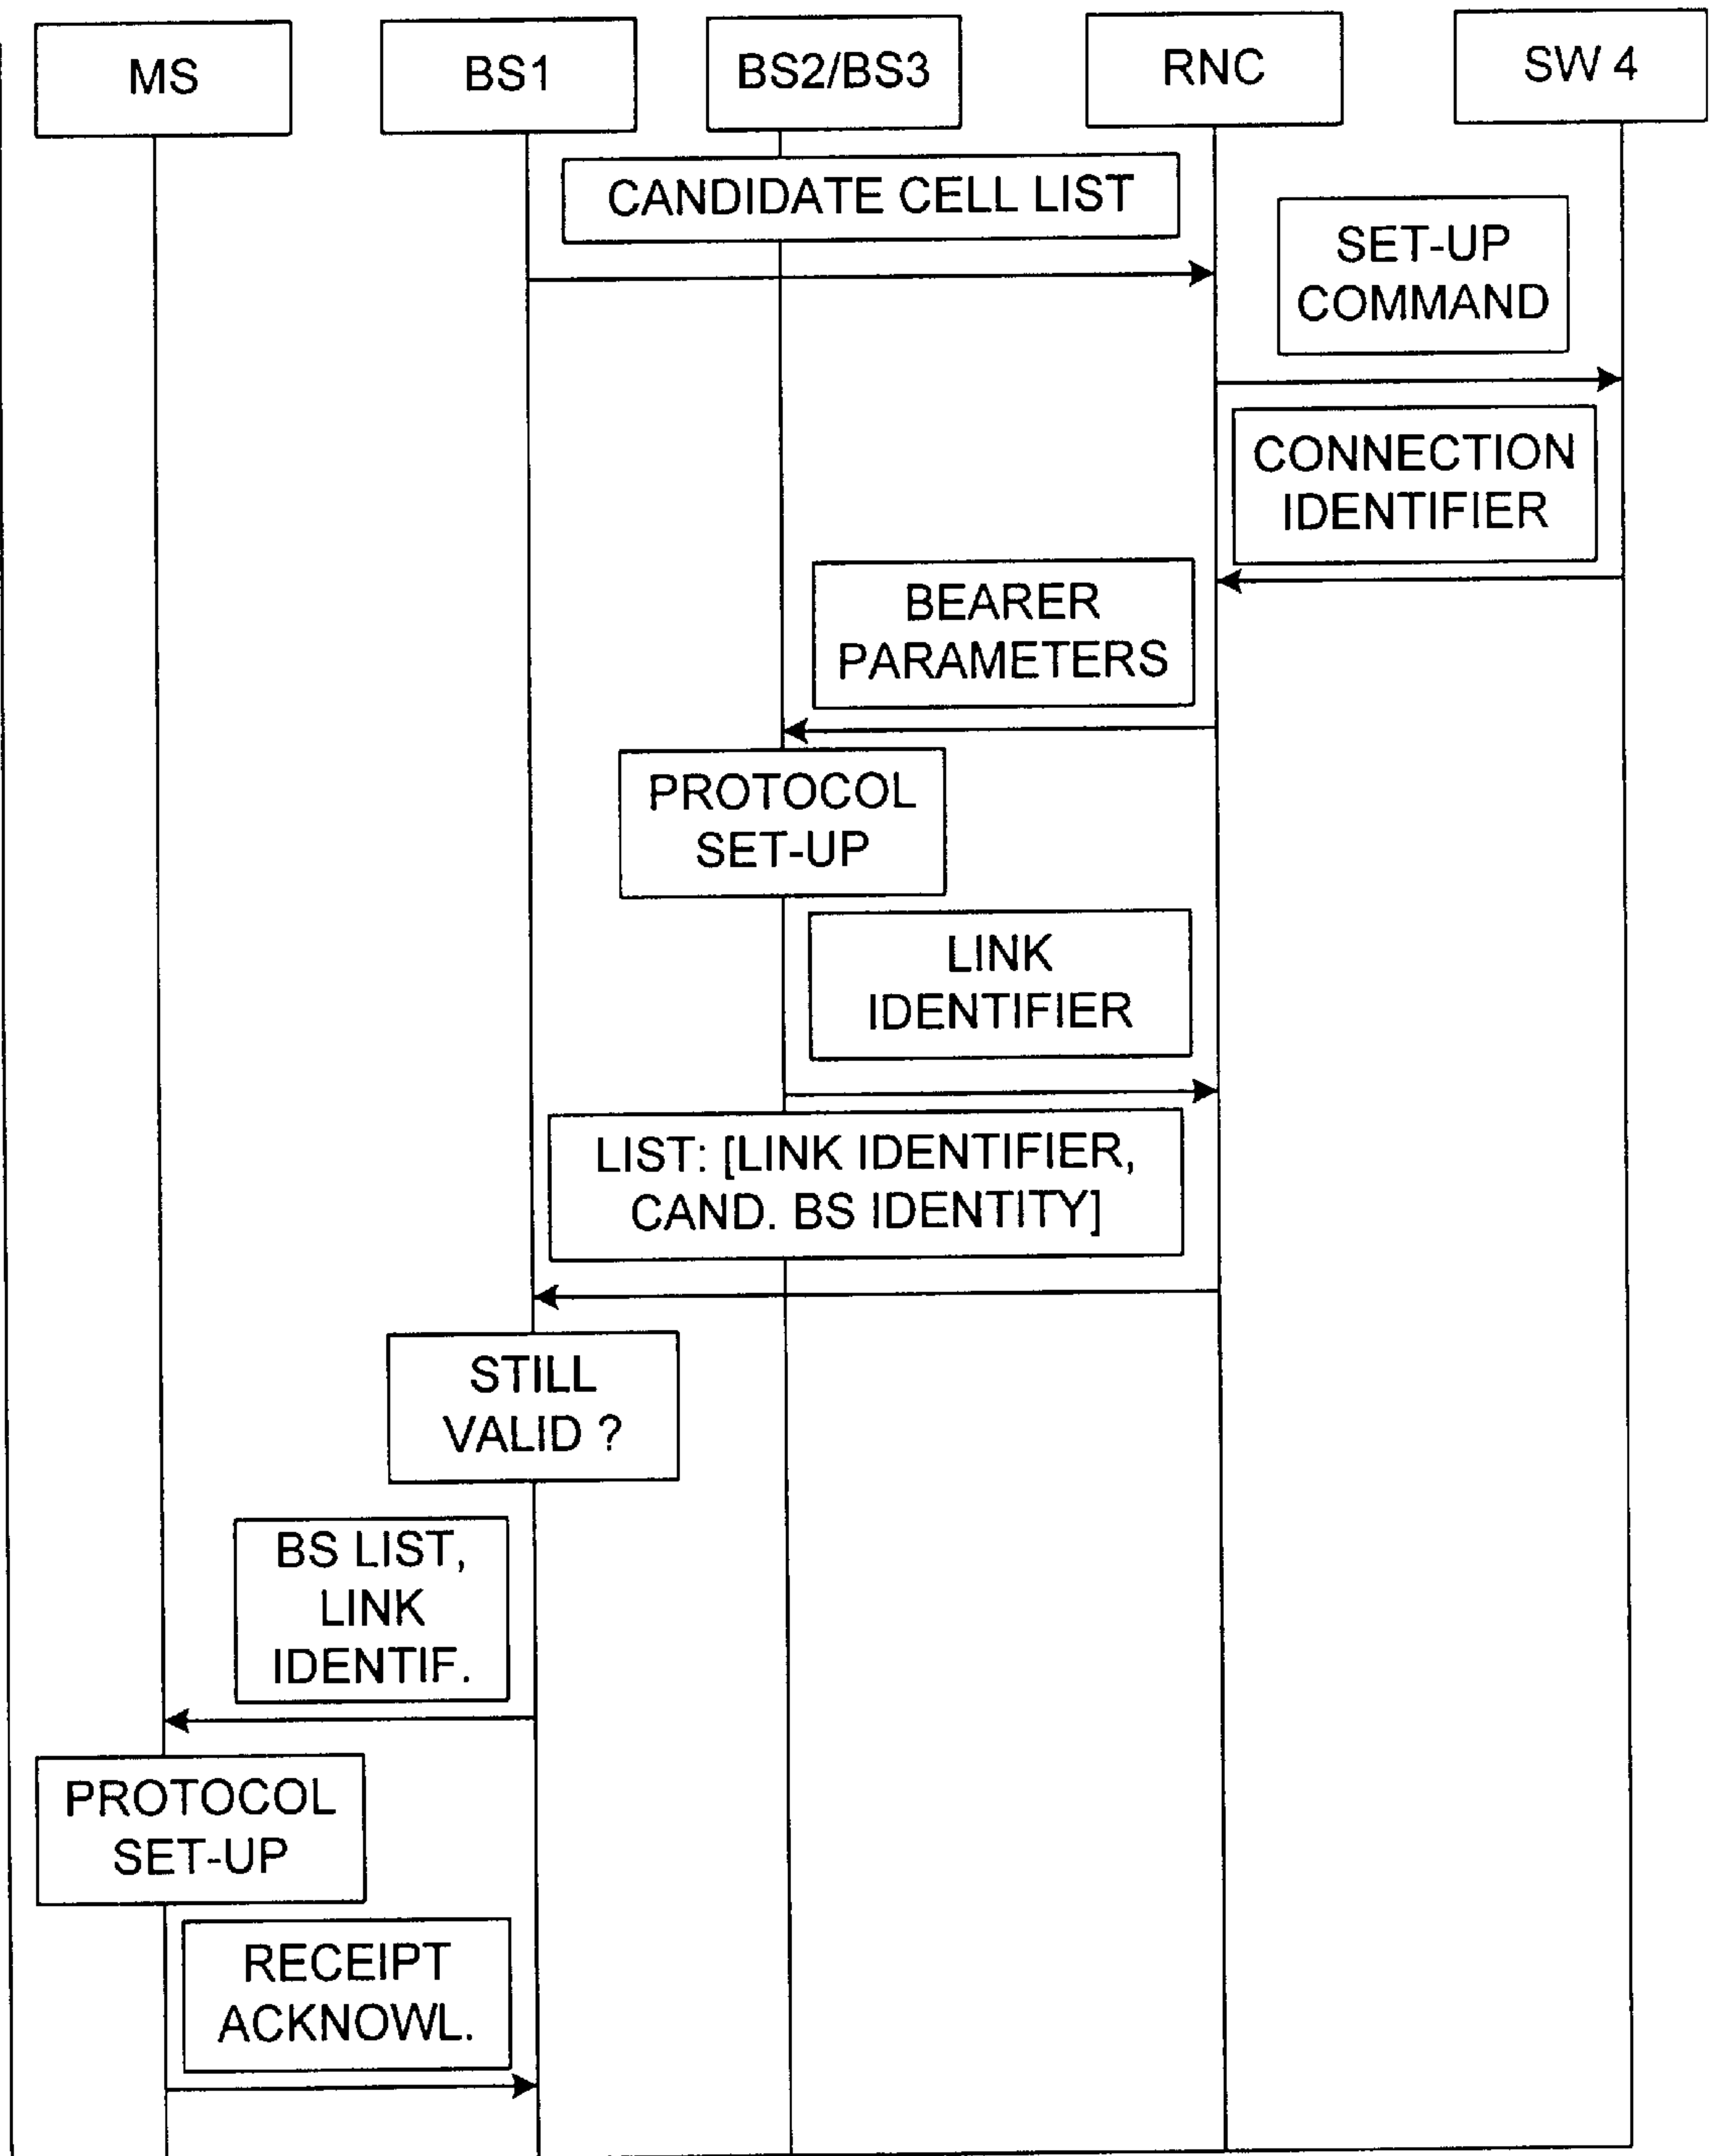 MS
BS1
BS2/BS3
RNC
SW 4
CANDIDATE CELL LIST
SET-UP
COMMAND
CONNECTION
IDENTIFIER
BEARER
PARAMETERS
PROTOCOL
SET-UP
LINK
IDENTIFIER
LIST: [LINK IDENTIFIER,
CAND. BS IDENTITY]
STILL
VALID ?
BS LIST,
LINK
IDENTIF.
PROTOCOL
SET-UP
RECEIPT
ACKNOWL.